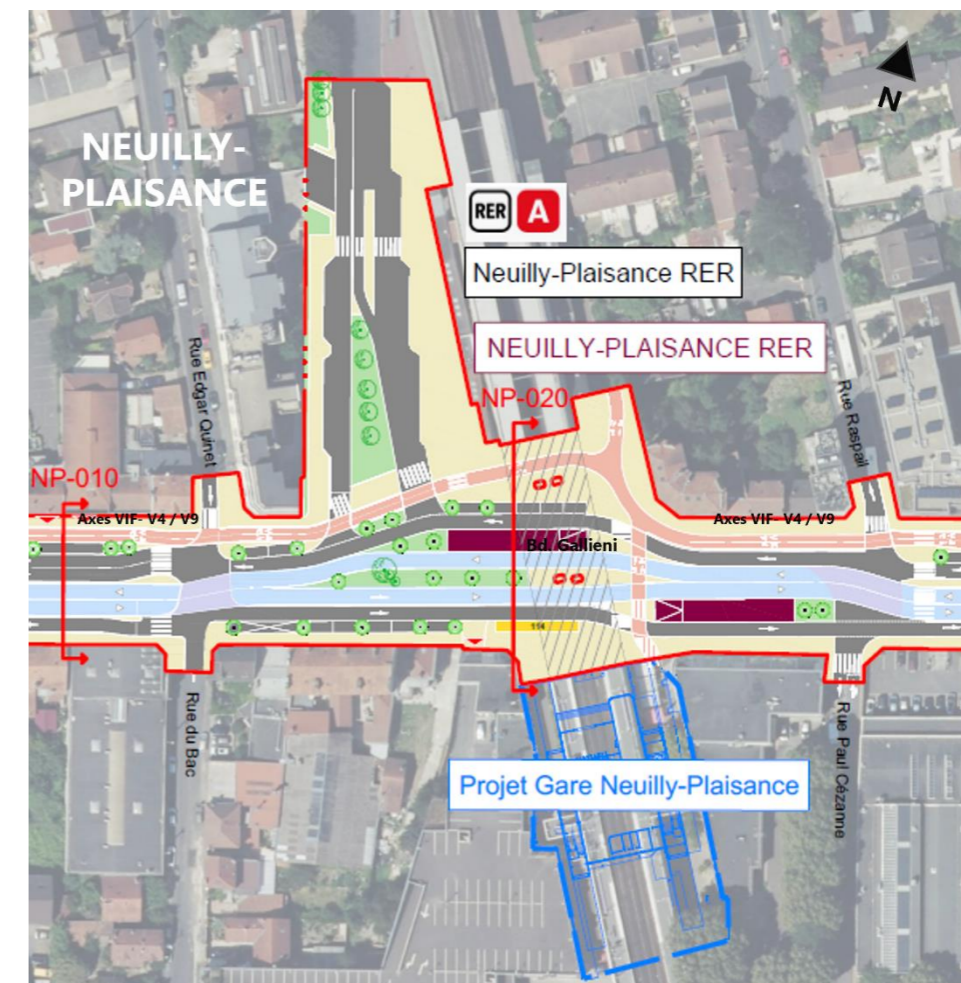 N
NEUILLY-
PLAISANCE
RER A
Neuilly-Plaisance RER
NEUILLY-PLAISANCE RER
Rue Edgar Quinet
NP-020
Rue Raspail
NP-010
Axes VIF- V4 / V9
Axes VIF- V4 / V9
Bd. Gallieni
114
Rue du Bac
Rue Paul Cézanne
Projet Gare Neuilly-Plaisance